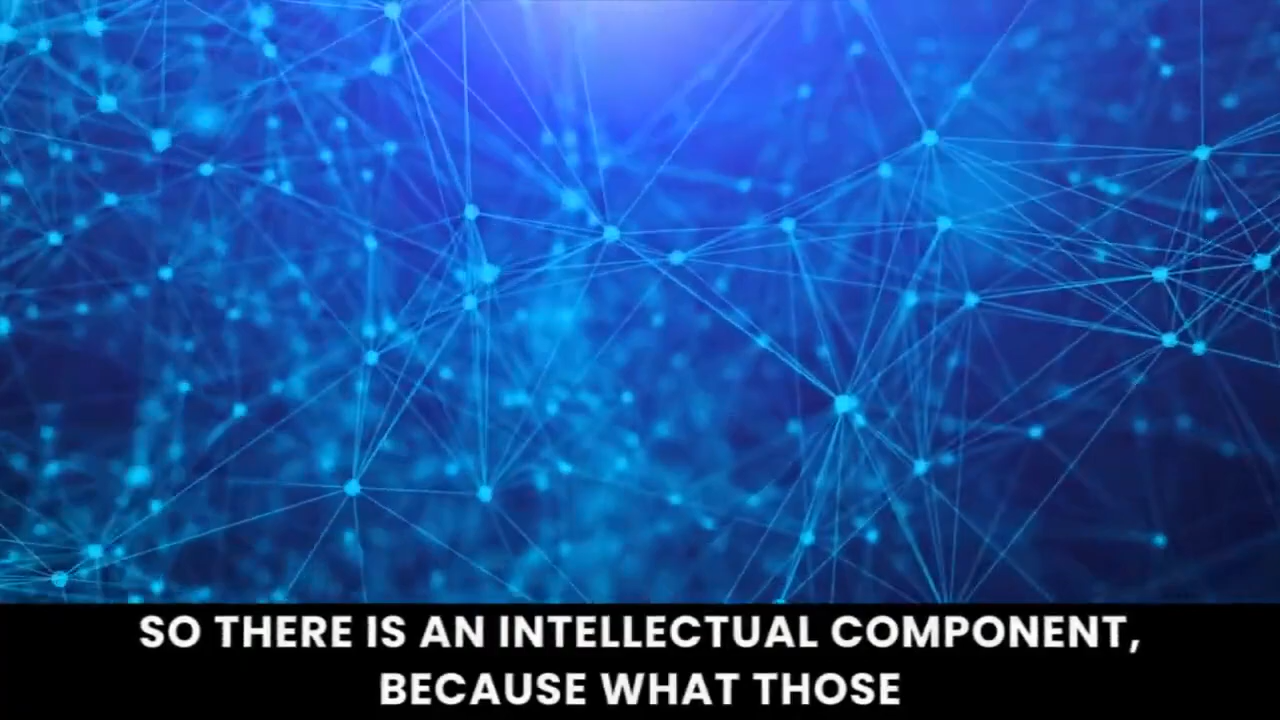 SO THERE IS AN INTELLECTUAL COMPONENT,
BECAUSE WHAT THOSE